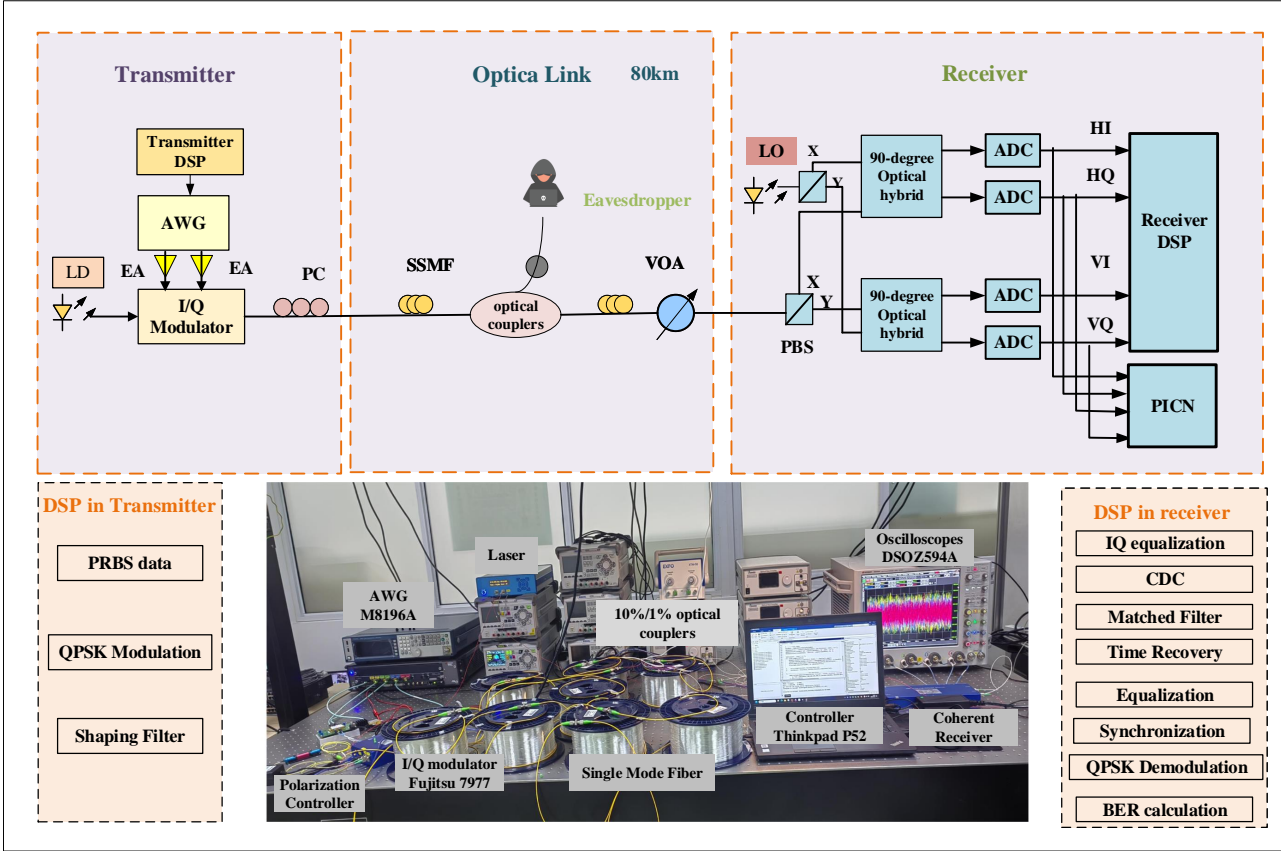 Transmitter
Optica Link 80km
Receiver
Transmitter
DSP
AWG
EA
EA
LD
I/Q
Modulator
PC
SSMF
Eavesdropper
optical
couplers
VOA
LO
X
Y
X
Y
PBS
90-degree
Optical
hybrid
90-degree
Optical
hybrid
ADC
ADC
ADC
ADC
HI
HQ
VI
VQ
Receiver
DSP
PICN
DSP in Transmitter
PRBS data
QPSK Modulation
Shaping Filter
Laser
AWG
M8196A
10%/1% optical
couplers
Oscilloscopes
DSOZ594A
Polarization
Controller
I/Q modulator
Fujitsu 7977
Single Mode Fiber
Controller
Thinkpad P52
Coherent
Receiver
DSP in receiver
IQ equalization
CDC
Matched Filter
Time Recovery
Equalization
Synchronization
QPSK Demodulation
BER calculation